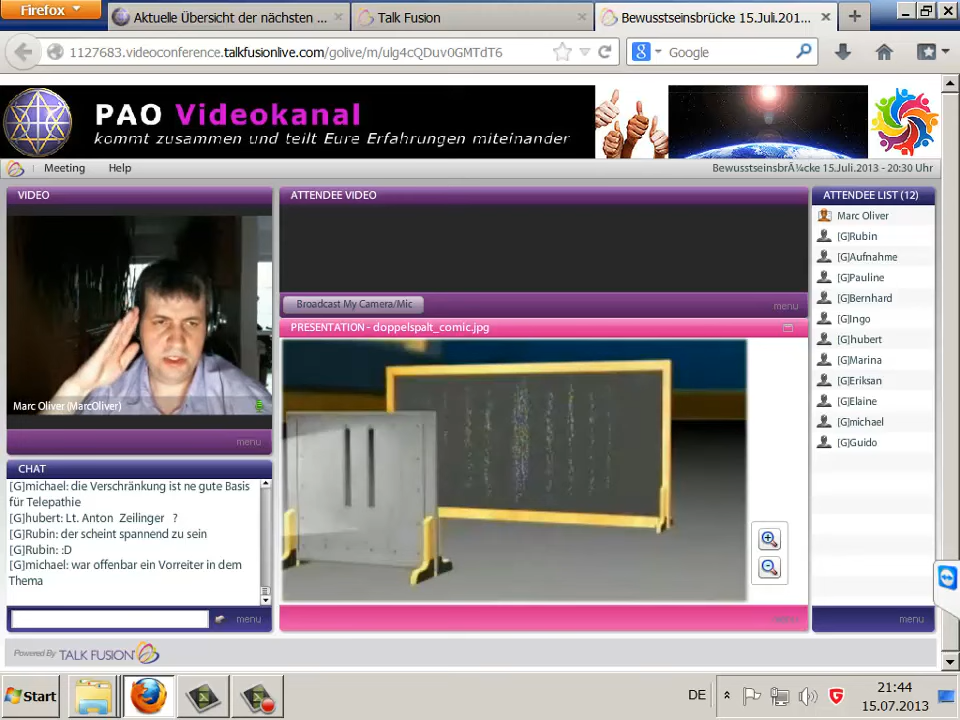 Firefox
Aktuelle Übersicht der nächsten ...
Talk Fusion
Bewusstseinsbrücke 15.Jul.201...
1127683.videoconference.talkfusionlive.com/golive/m/ulg4cQDuv0GMTdT6
Google
PAO Videokanal
kommt zusammen und teilt Eure Erfahrungen miteinander
Meeting
Help
BewusstseinsbrÃ¼cke 15.Juli.2013 - 20:30 Uhr
VIDEO
Marc Oliver (MarcOliver)
menu
CHAT
[G]michael: die Verschränkung ist ne gute Basis
für Telepathie
[G]hubert: Lt. Anton Zeilinger ?
[G]Rubin: der scheint spannend zu sein
[G]Rubin: :D
[G]michael: war offenbar ein Vorreiter in dem
Thema
menu
ATTENDEE VIDEO
Broadcast My Camera/Mic
menu
PRESENTATION - doppelspalt_comic.jpg
menu
ATTENDEE LIST (12)
Marc Oliver
[G]Rubin
[G]Aufnahme
[G]Pauline
[G]Bernhard
[G]Ingo
[G]hubert
[G]Marina
[G]Eriksan
[G]Elaine
[G]michael
[G]Guido
menu
Powered By TALK FUSION
Start
DE
21:44
15.07.2013